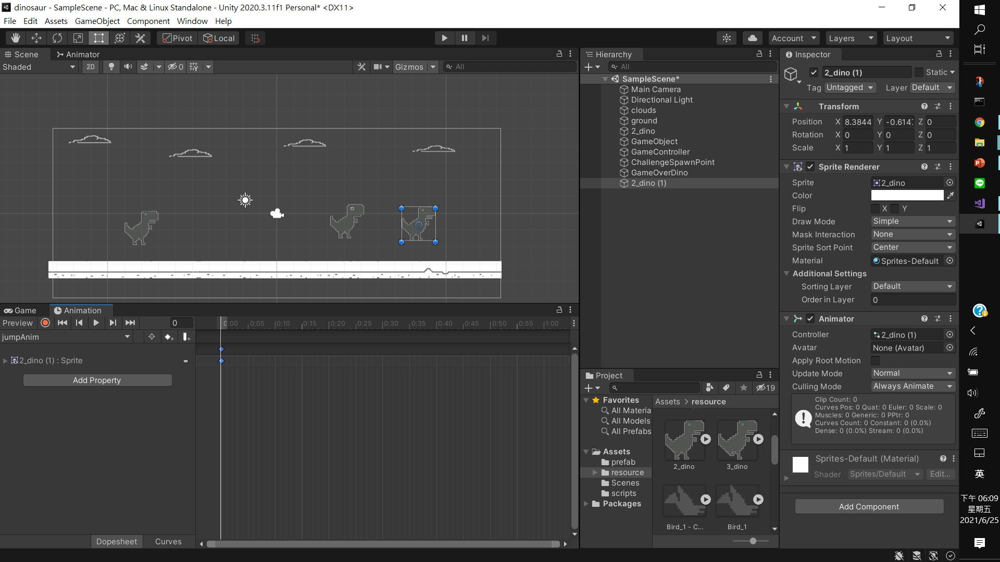 dinosaur - SampleScene - PC, Mac & Linux Standalone - Unity 2020.3.11f1 Personal* <DX11>
File Edit Assets GameObject Component Window Help
Pivot Local Account Layers Layout
Scene Animator
Shaded 2D 0 Gizmos All
Game Animation
Preview 0
0:00 0:05 0:10 0:15 0:20 0:25 0:30 0:35 0:40 0:45 0:50 0:55 1:00
jumpAnim
2_dino (1) : Sprite
Add Property
Dopesheet Curves
Hierarchy
All
SampleScene*
Main Camera
Directional Light
clouds
ground
2_dino
GameObject
GameController
ChallengeSpawnPoint
GameOverDino
2_dino (1)
Project
19
Favorites
All Materia
All Models
All Prefabs
Assets
prefab
resource
Scenes
scripts
Packages
Assets > resource
2_dino 3_dino
Bird_1 - C... Bird_1
Inspector
2_dino (1) Static
Tag Untagged Layer Default
Transform
Position X 8.3844 Y -0.6147 Z 0
Rotation X 0 Y 0 Z 0
Scale X 1 Y 1 Z 1
Sprite Renderer
Sprite 2_dino
Color
Flip X Y
Draw Mode Simple
Mask Interaction None
Sprite Sort Point Center
Material Sprites-Default
Additional Settings
Sorting Layer Default
Order in Layer 0
Animator
Controller 2_dino (1)
Avatar None (Avatar)
Apply Root Motion
Update Mode Normal
Culling Mode Always Animate
Clip Count: 0
Curves Pos: 0 Quat: 0 Euler: 0 Scale: 0
Muscles: 0 Generic: 0 PPtr: 0
Curves Count: 0 Constant: 0 (0.0%)
Dense: 0 (0.0%) Stream: 0 (0.0%)
Sprites-Default (Material)
Shader Sprites/Default Edit...
Add Component
英
下午 06:09
星期五
2021/6/25